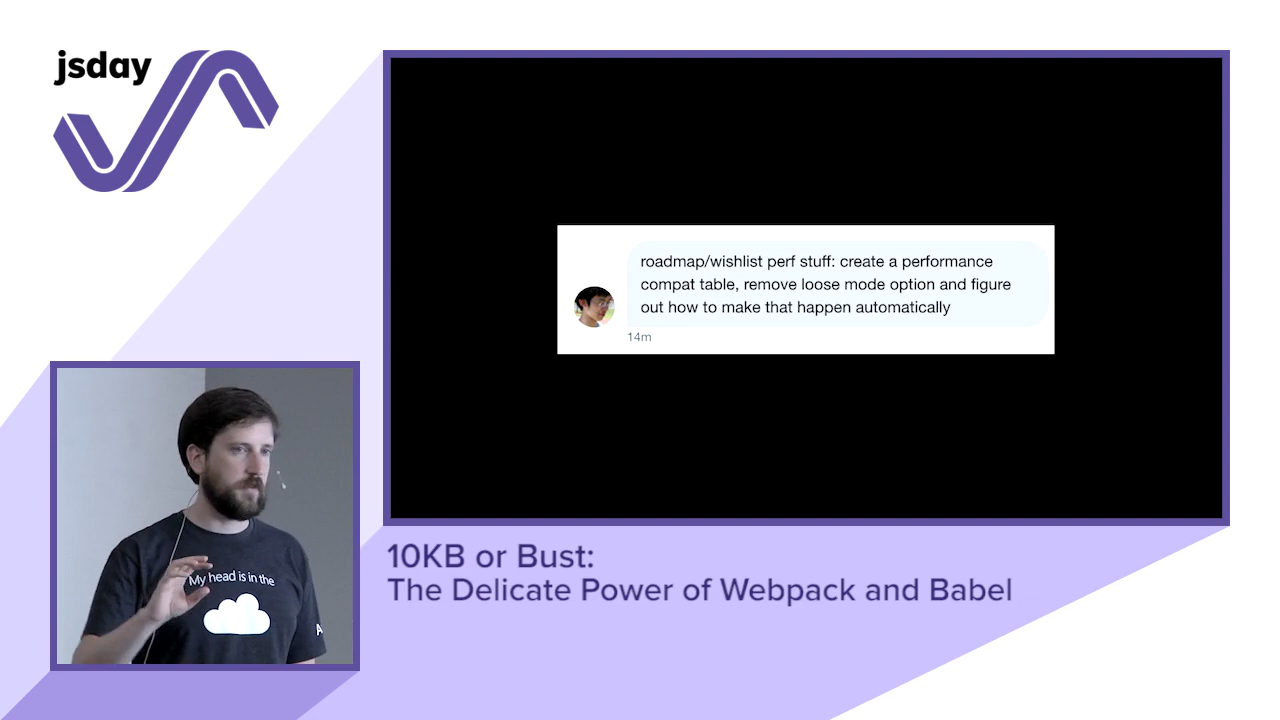 jsday
roadmap/wishlist perf stuff: create a performance
compat table, remove loose mode option and figure
out how to make that happen automatically
14m
My head is in the
A
10KB or Bust:
The Delicate Power of Webpack and Babel